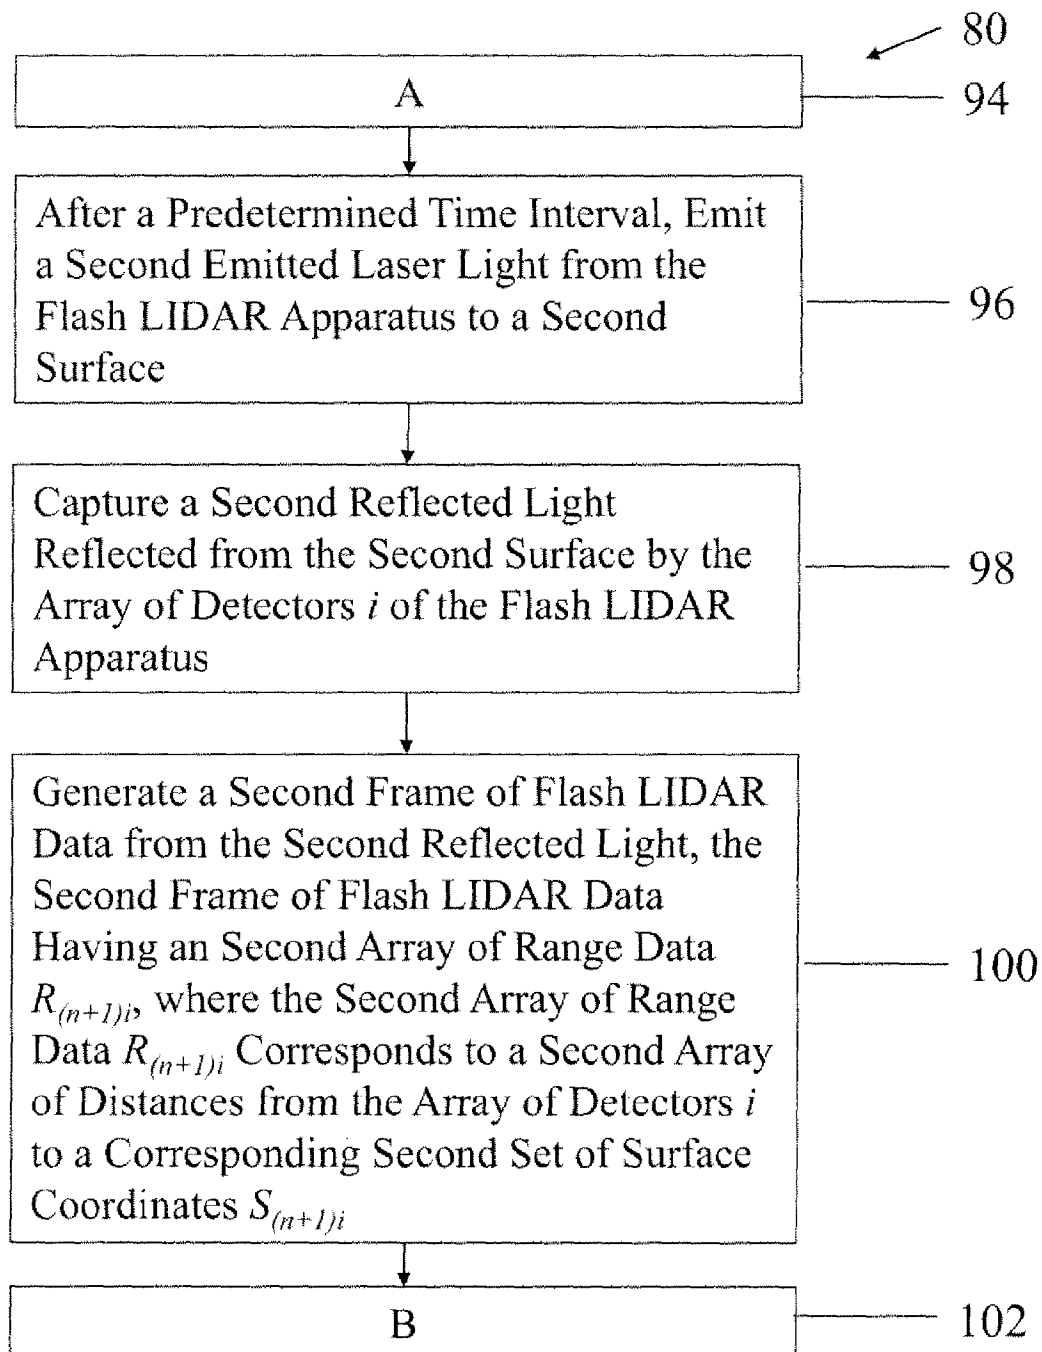 80
A
94
After a Predetermined Time Interval, Emit
a Second Emitted Laser Light from the
Flash LIDAR Apparatus to a Second
Surface
96
Capture a Second Reflected Light
Reflected from the Second Surface by the
Array of Detectors i of the Flash LIDAR
Apparatus
98
Generate a Second Frame of Flash LIDAR
Data from the Second Reflected Light, the
Second Frame of Flash LIDAR Data
Having an Second Array of Range Data
R(n+1)i, where the Second Array of Range
Data R(n+1)i Corresponds to a Second Array
of Distances from the Array of Detectors i
to a Corresponding Second Set of Surface
Coordinates S(n+1)i
100
B
102